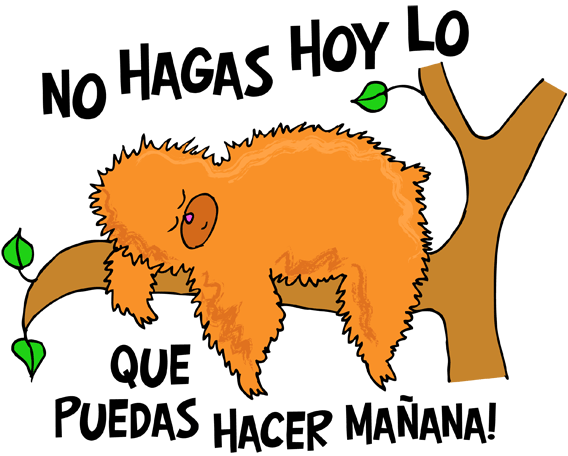 NO HAGAS HOY LO
QUE
PUEDAS HACER MAÑANA!